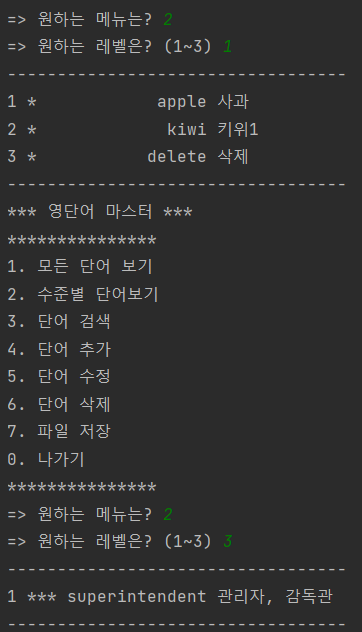 => 원하는 메뉴는? 2
=> 원하는 레벨은? (1~3) 1
----------------------------------
1 *            apple 사과
2 *             kiwi 키위1
3 *           delete 삭제
----------------------------------
*** 영단어 마스터 ***
***************
1. 모든 단어 보기
2. 수준별 단어보기
3. 단어 검색
4. 단어 추가
5. 단어 수정
6. 단어 삭제
7. 파일 저장
0. 나가기
***************
=> 원하는 메뉴는? 2
=> 원하는 레벨은? (1~3) 3
----------------------------------
1 *** superintendent 관리자, 감독관
----------------------------------